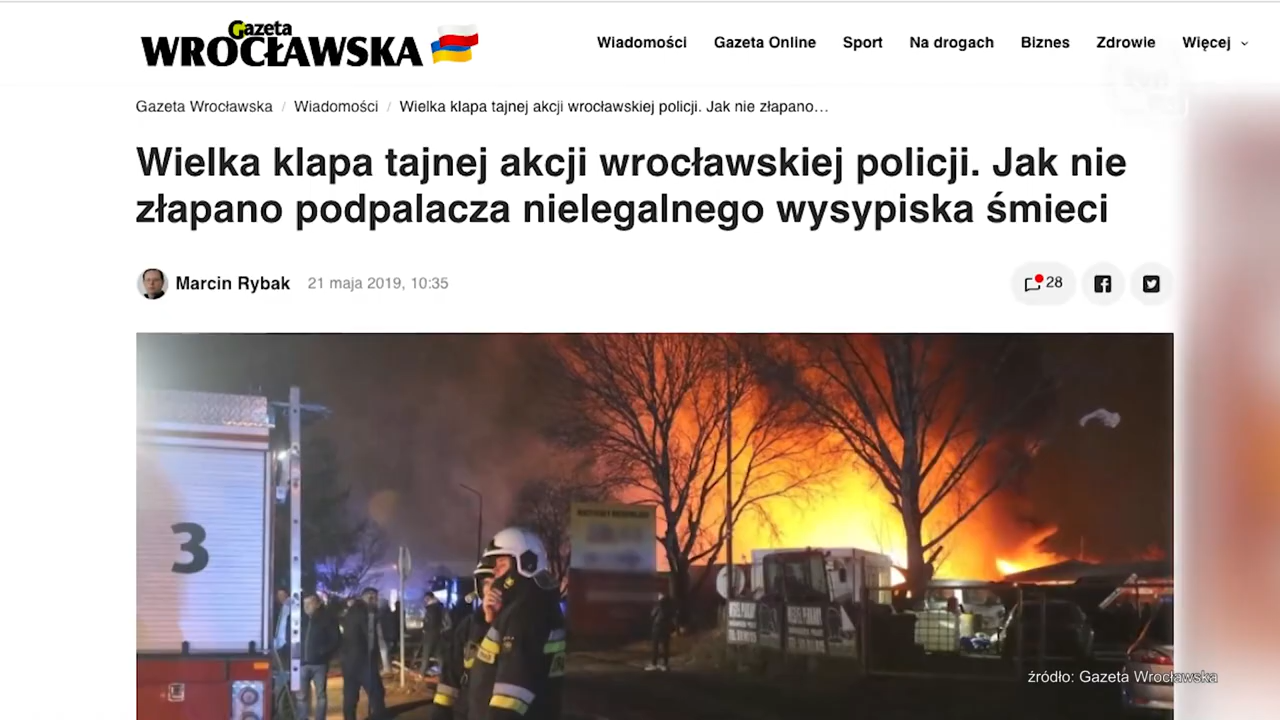 Gazeta
WROCŁAWSKA
Wiadomości Gazeta Online Sport Na drogach Biznes Zdrowie Więcej
Gazeta Wrocławska / Wiadomości / Wielka klapa tajnej akcji wrocławskiej policji. Jak nie złapano…
Wielka klapa tajnej akcji wrocławskiej policji. Jak nie
złapano podpalacza nielegalnego wysypiska śmieci
Marcin Rybak 21 maja 2019, 10:35
28
3
źródło: Gazeta Wrocławska